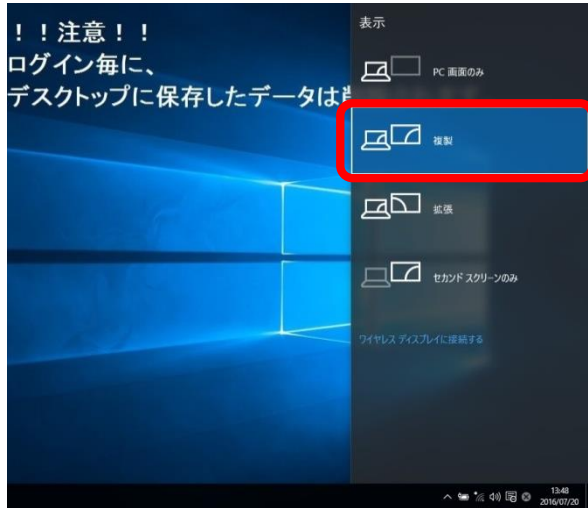 ！！注意！！
ログイン毎に、
デスクトップに保存したデータは
表示
PC 画面のみ
複製
拡張
セカンド スクリーンのみ
ワイヤレス ディスプレイに接続する
13:48
2016/07/20